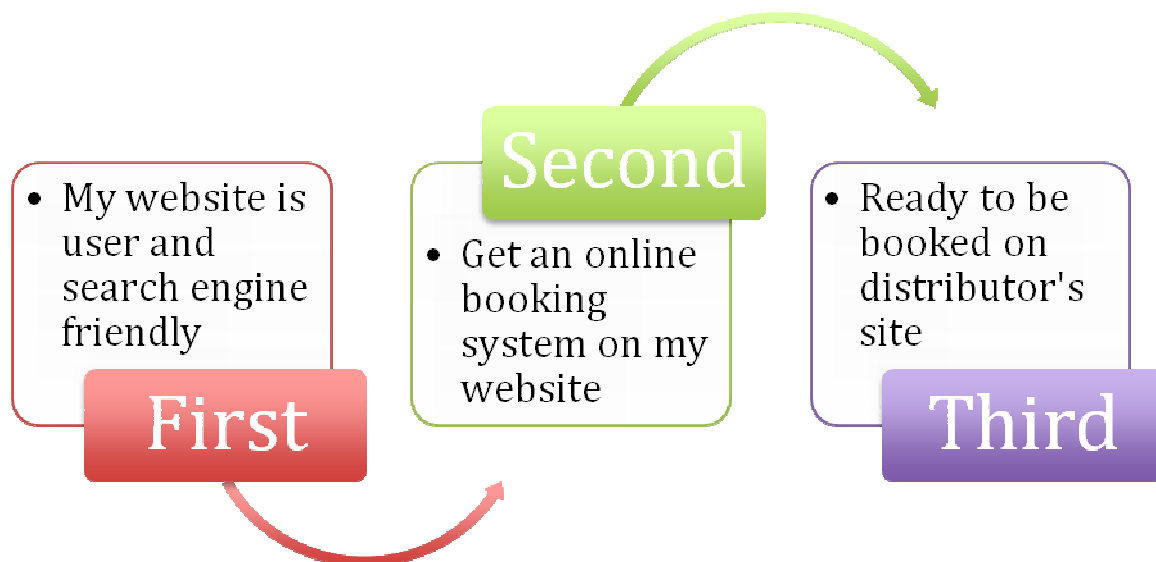 • My website is
user and
search engine
friendly
First
Second
• Get an online
booking
system on my
website
• Ready to be
booked on
distributor's
site
Third